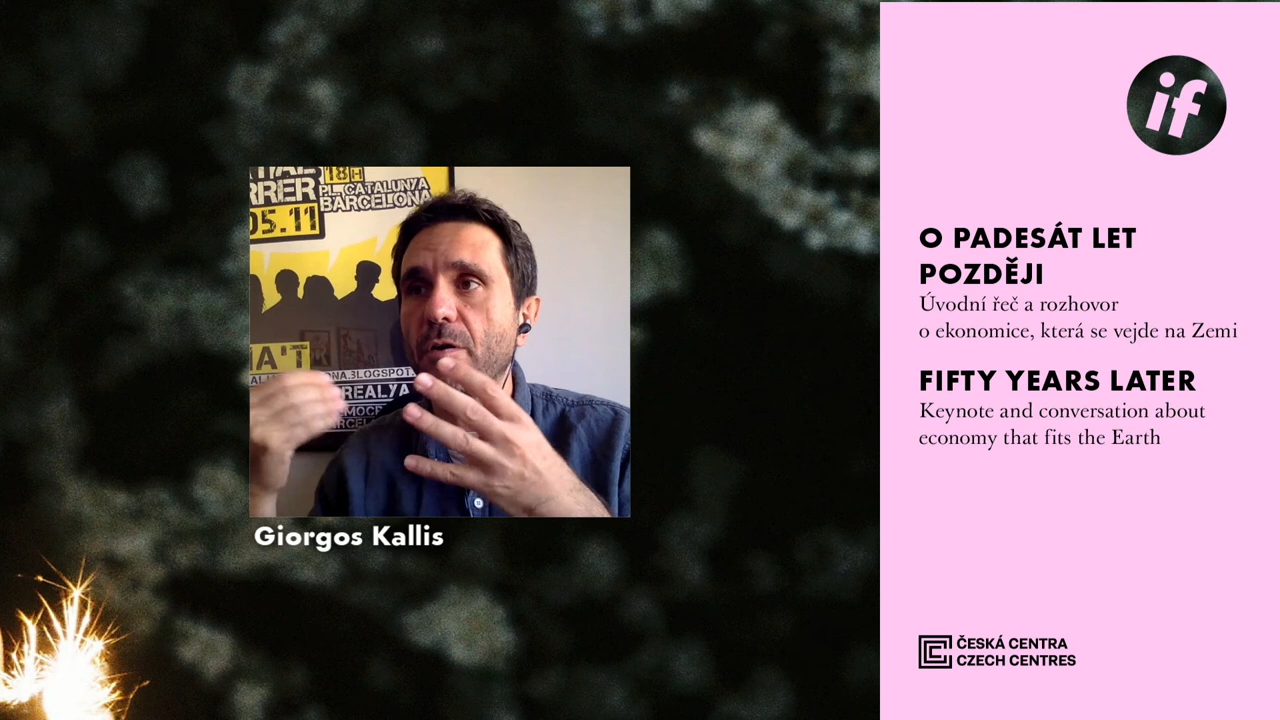 18H
PL. CATALUNYA
BARCELONA
05.11
Giorgos Kallis
if
O PADESÁT LET
POZDĚJI
Úvodní řeč a rozhovor
o ekonomice, která se vejde na Zemi
FIFTY YEARS LATER
Keynote and conversation about
economy that fits the Earth
ČESKÁ CENTRA
CZECH CENTRES